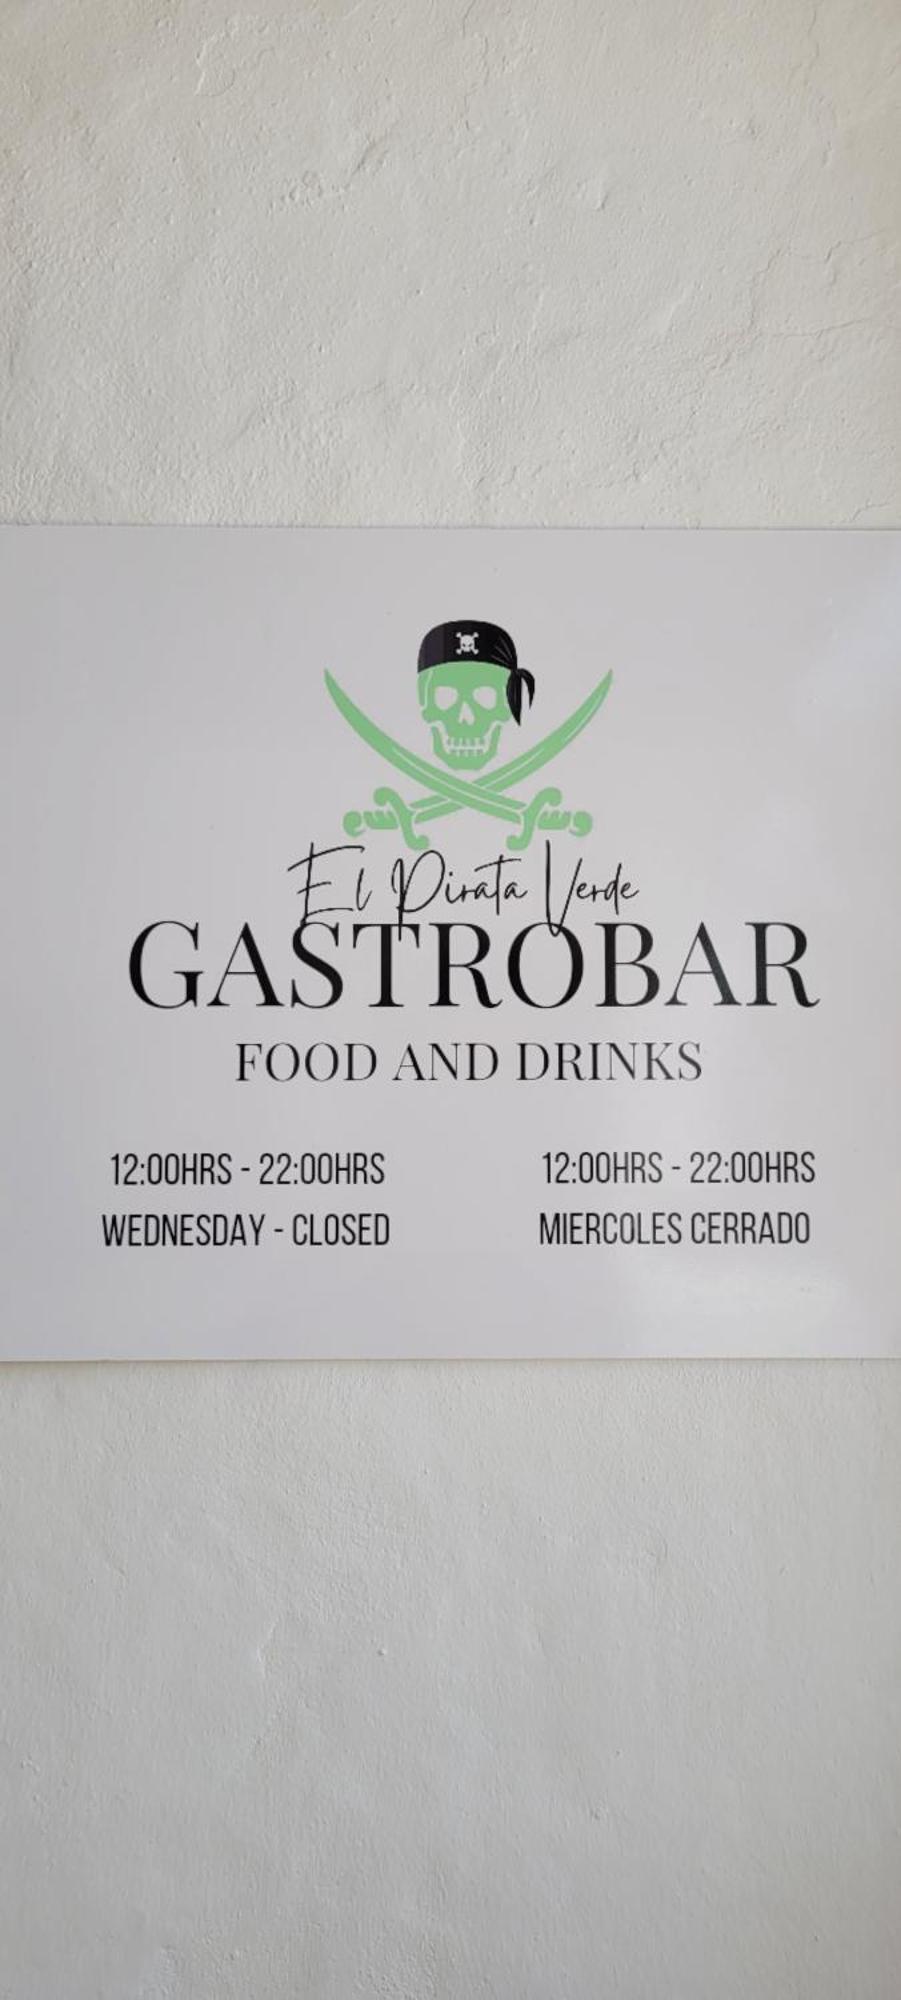 El Pirata Verde
GASTROBAR
FOOD AND DRINKS
12:00HRS - 22:00HRS
WEDNESDAY - CLOSED
12:00HRS - 22:00HRS
MIERCOLES CERRADO